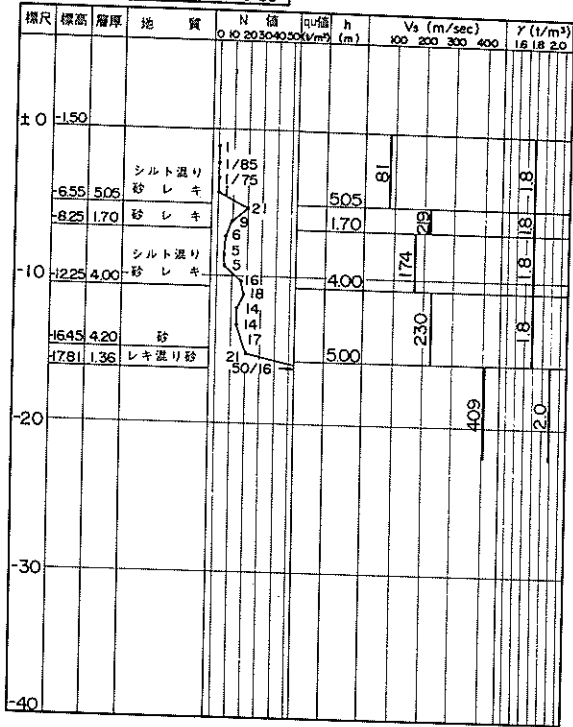 標尺 標高 層厚 地質 N値 qu値 h Vs (m/sec) γ (t/m³)
0 10 20 30 40 50 (t/m²) (m) 100 200 300 400 1.6 1.8 2.0
±0 -1.50
1
シルト混り 1/85
砂レキ 1/75 81 1.8
-6.55 5.05 21 5.05
-8.25 1.70 砂レキ 9 1.70 219 1.8
6
シルト混り 5
砂レキ 5 174 1.8
-10
-12.25 4.00 16 4.00
18
14
14 230 1.8
-16.45 4.20 砂 17
-17.81 1.36 レキ混り砂 21 5.00
50/16
-20 409 2.0
-30
-40